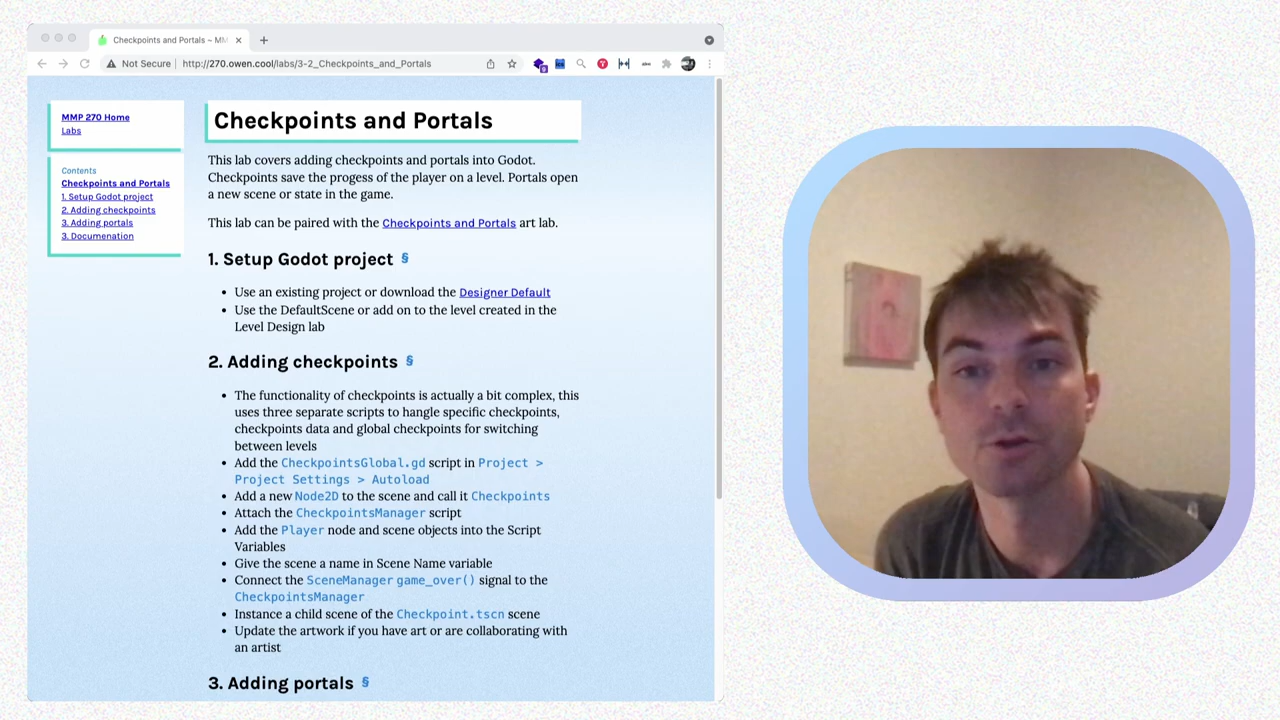 Checkpoints and Portals ~ MM
Not Secure
http://270.owen.cool/labs/3-2_Checkpoints_and_Portals
MMP 270 Home
Labs
Contents
Checkpoints and Portals
1. Setup Godot project
2. Adding checkpoints
3. Adding portals
3. Documenation
Checkpoints and Portals
This lab covers adding checkpoints and portals into Godot.
Checkpoints save the progess of the player on a level. Portals open
a new scene or state in the game.
This lab can be paired with the Checkpoints and Portals art lab.
1. Setup Godot project §
• Use an existing project or download the Designer Default
• Use the DefaultScene or add on to the level created in the
Level Design lab
2. Adding checkpoints §
• The functionality of checkpoints is actually a bit complex, this
uses three separate scripts to hangle specific checkpoints,
checkpoints data and global checkpoints for switching
between levels
• Add the CheckpointsGlobal.gd script in Project >
Project Settings > Autoload
• Add a new Node2D to the scene and call it Checkpoints
• Attach the CheckpointsManager script
• Add the Player node and scene objects into the Script
Variables
• Give the scene a name in Scene Name variable
• Connect the SceneManager game_over() signal to the
CheckpointsManager
• Instance a child scene of the Checkpoint.tscn scene
• Update the artwork if you have art or are collaborating with
an artist
3. Adding portals §